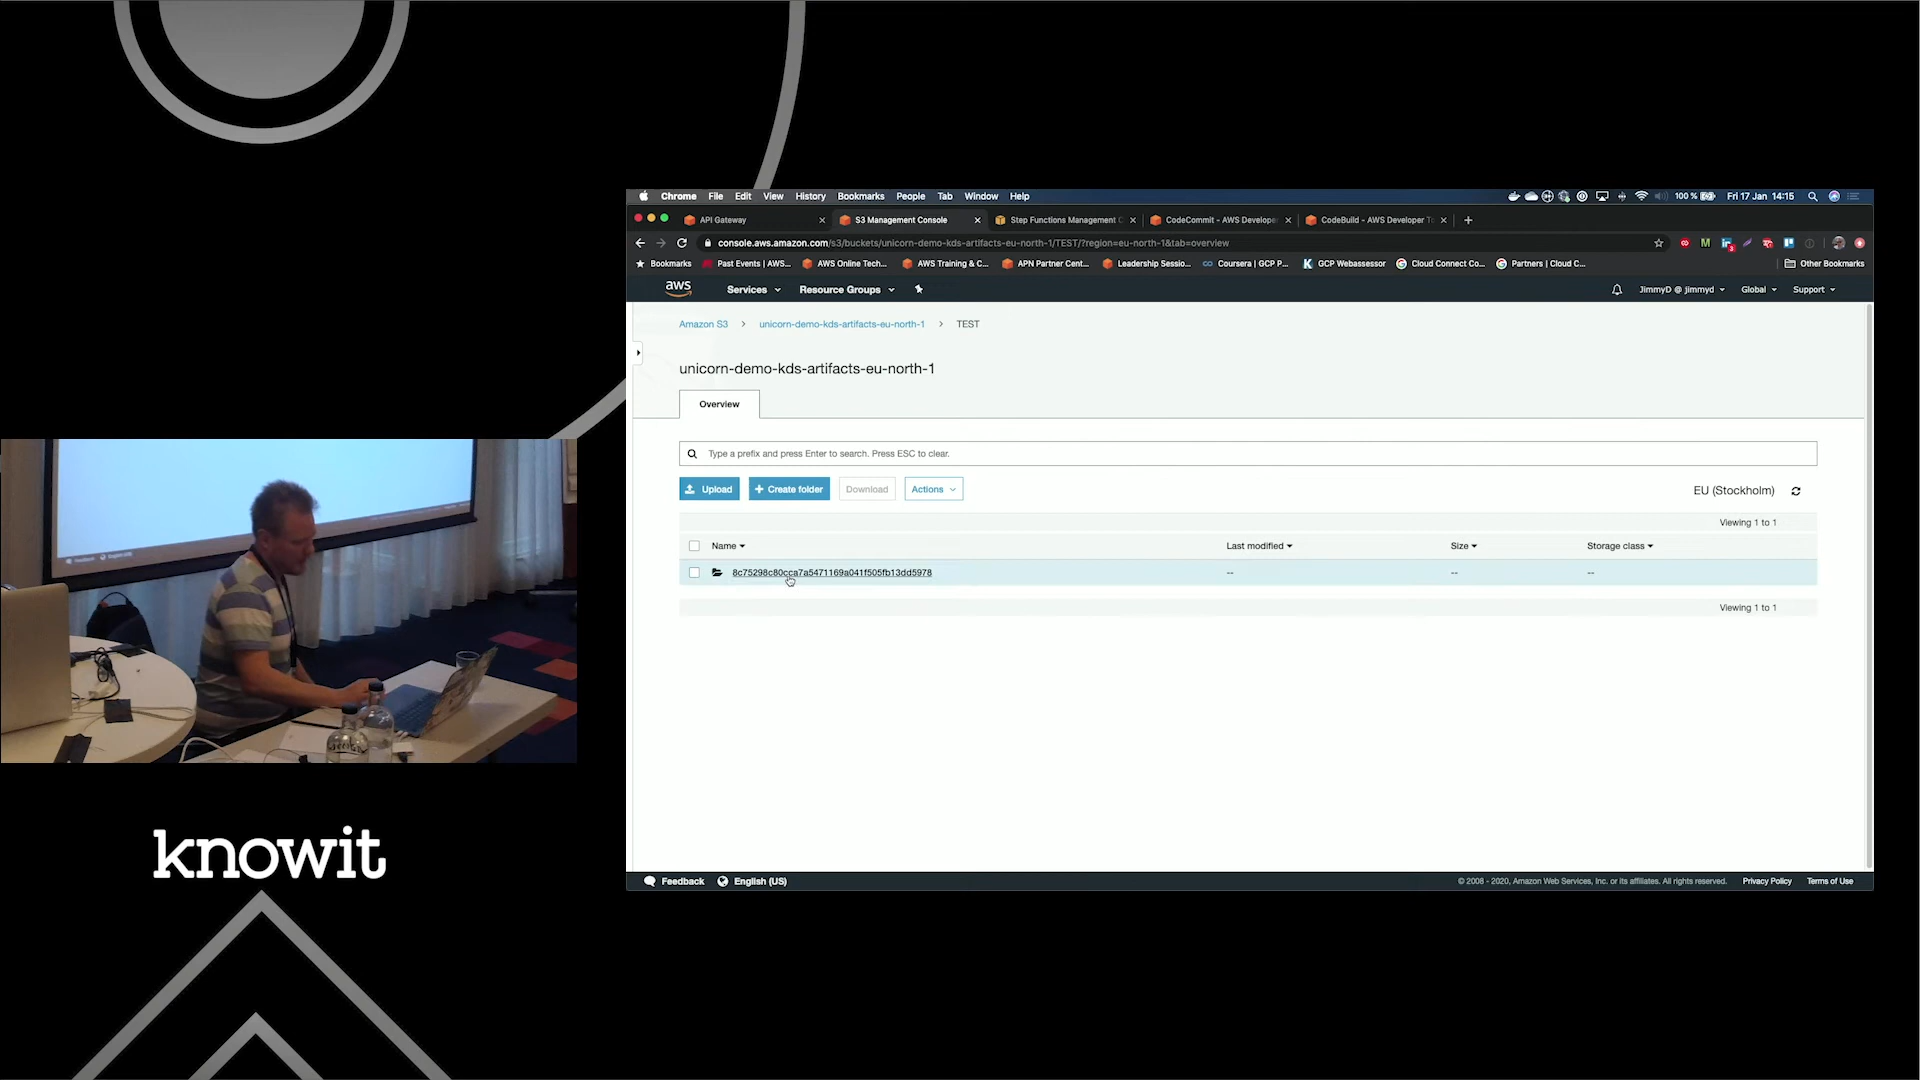 Chrome File Edit View History Bookmarks People Tab Window Help
100 % Fri 17 Jan 14:15
API Gateway
S3 Management Console
Step Functions Management C
CodeCommit - AWS Develope
CodeBuild - AWS Developer T
console.aws.amazon.com/s3/buckets/unicorn-demo-kds-artifacts-eu-north-1/TEST/?region=eu-north-1&tab=overview
Bookmarks Past Events | AWS... AWS Online Tech... AWS Training & C... APN Partner Cent... Leadership Sessio... Coursera | GCP P... GCP Webassessor Cloud Connect Co... Partners | Cloud C... Other Bookmarks
aws Services Resource Groups JimmyD @ jimmyd Global Support
Amazon S3 > unicorn-demo-kds-artifacts-eu-north-1 > TEST
unicorn-demo-kds-artifacts-eu-north-1
Overview
Type a prefix and press Enter to search. Press ESC to clear.
Upload + Create folder Download Actions
EU (Stockholm)
Viewing 1 to 1
Name Last modified Size Storage class
8c75298c80cca7a5471169a041f505fb13dd5978 -- -- --
Viewing 1 to 1
Feedback English (US)
© 2008 - 2020, Amazon Web Services, Inc. or its affiliates. All rights reserved. Privacy Policy Terms of Use
knowit